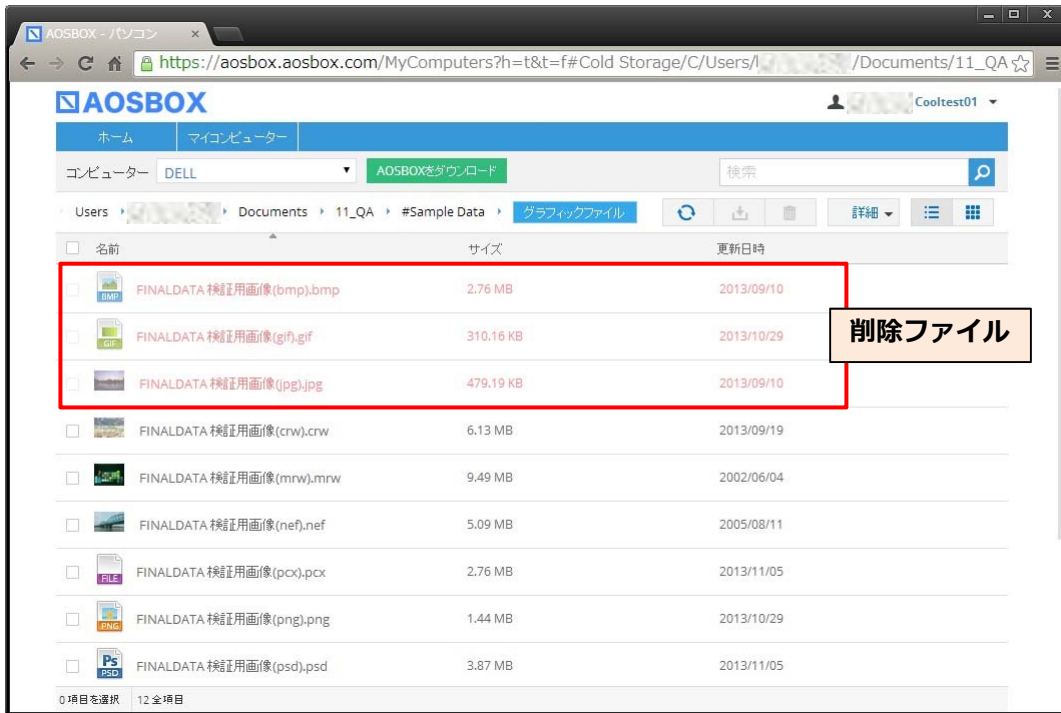 AOSBOX - パソコン
https://aosbox.aosbox.com/MyComputers?h=t&t=f#Cold Storage/C/Users/ /Documents/11_QA
AOSBOX
Cooltest01
ホーム マイコンピューター
コンピューター DELL AOSBOXをダウンロード 検索
Users Documents 11_QA #Sample Data グラフィックファイル 詳細
名前 サイズ 更新日時
BMP FINALDATA 検証用画像(bmp).bmp 2.76 MB 2013/09/10
GIF FINALDATA 検証用画像(gif).gif 310.16 KB 2013/10/29
削除ファイル
FINALDATA 検証用画像(jpg).jpg 479.19 KB 2013/09/10
FINALDATA 検証用画像(crw).crw 6.13 MB 2013/09/19
FINALDATA 検証用画像(mrw).mrw 9.49 MB 2002/06/04
FINALDATA 検証用画像(nef).nef 5.09 MB 2005/08/11
FILE FINALDATA 検証用画像(pcx).pcx 2.76 MB 2013/11/05
PNG FINALDATA 検証用画像(png).png 1.44 MB 2013/10/29
Ps PSD FINALDATA 検証用画像(psd).psd 3.87 MB 2013/11/05
0項目を選択 12全項目